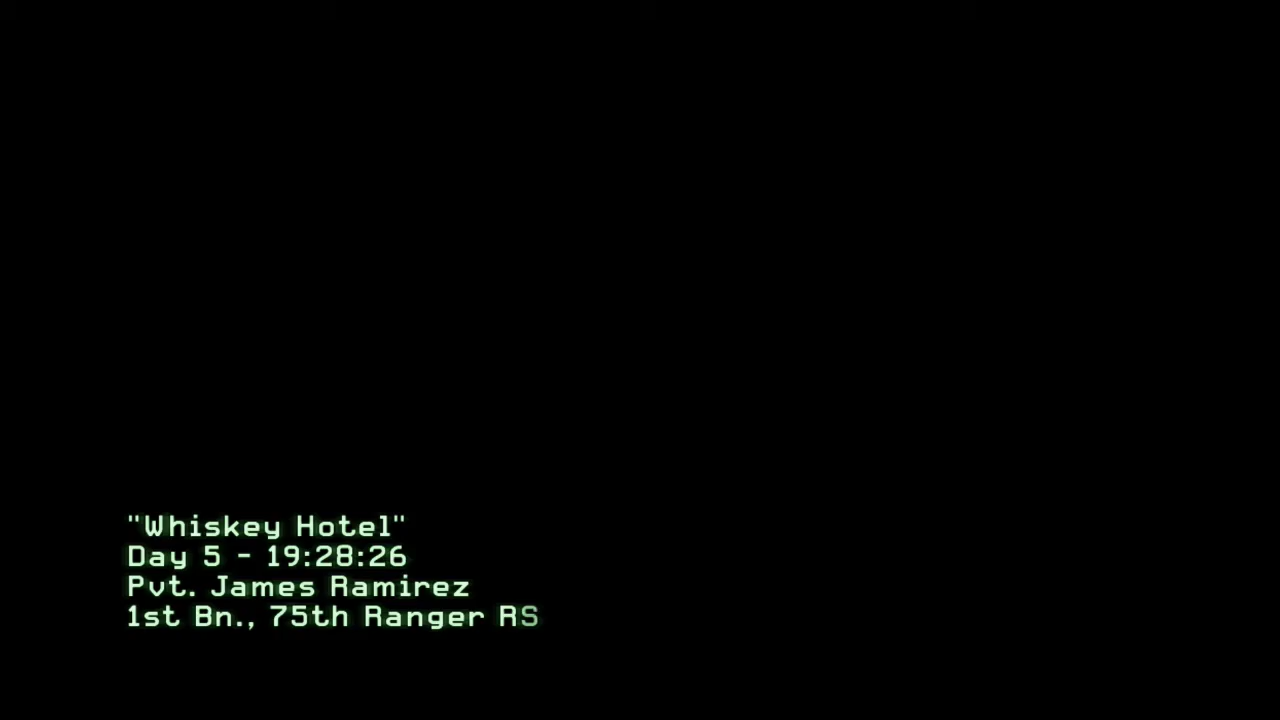 "Whiskey Hotel"
Day 5 - 19:28:26
Pvt. James Ramirez
1st Bn., 75th Ranger RS